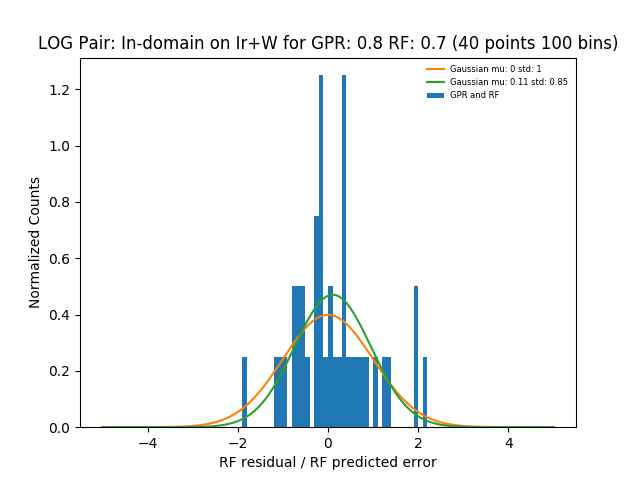 LOG Pair: In-domain on Ir+W for GPR: 0.8 RF: 0.7 (40 points 100 bins)
Gaussian mu: 0 std: 1
Gaussian mu: 0.11 std: 0.85
GPR and RF
Normalized Counts
1.2
1.0
0.8
0.6
0.4
0.2
0.0
−4 −2 0 2 4
RF residual / RF predicted error